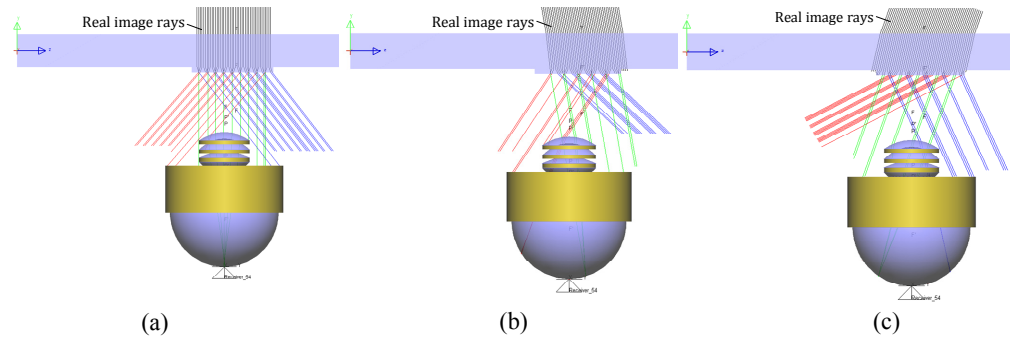 Real image rays
Real image rays
Real image rays
Receiver_54
Receiver_54
Receiver_54
(a)
(b)
(c)